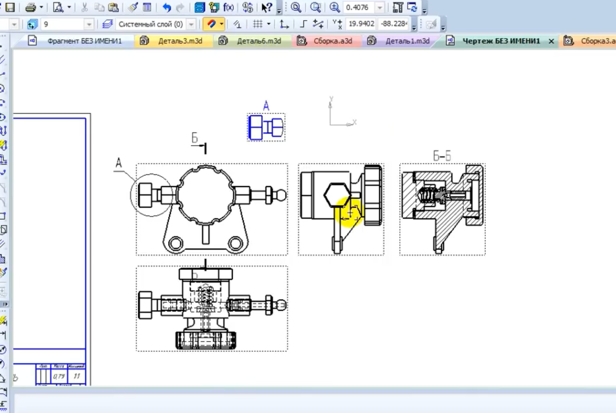 f(x)
0.4076
9
Системный слой (0)
19.9402 -88.228
Фрагмент БЕЗ ИМЕНИ1
Деталь3.m3d
Деталь6.m3d
Сборка.a3d
Деталь1.m3d
Чертеж БЕЗ ИМЕНИ1
Сборка3.a
А
Y
X
Б
Б-Б
А
Б